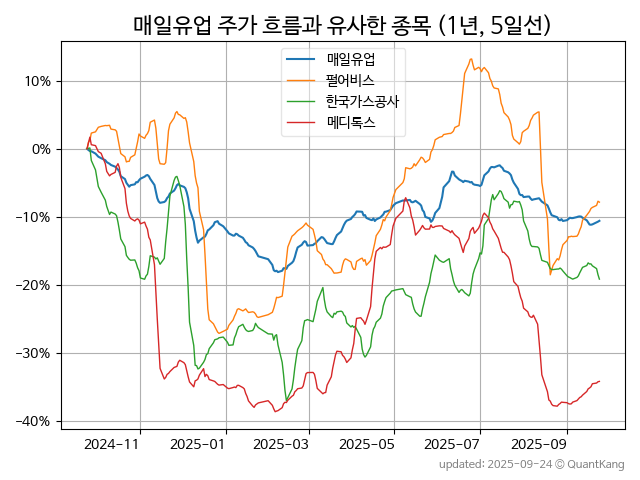 매일유업 주가 흐름과 유사한 종목 (1년, 5일선)
매일유업
펄어비스
한국가스공사
메디톡스
10%
0%
−10%
−20%
−30%
−40%
2024−11
2025−01
2025−03
2025−05
2025−07
2025−09
updated: 2025-09-24 © QuantKang